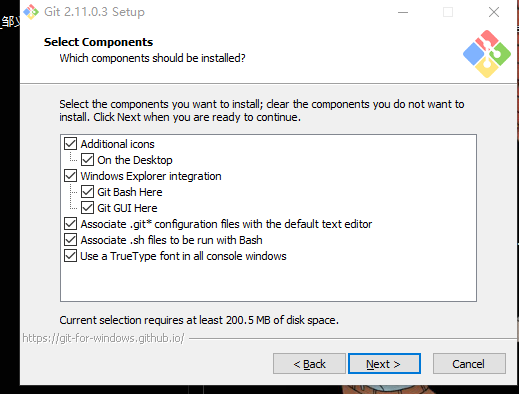 Git 2.11.0.3 Setup
Select Components
Which components should be installed?
Select the components you want to install; clear the components you do not want to
install. Click Next when you are ready to continue.
Additional icons
On the Desktop
Windows Explorer integration
Git Bash Here
Git GUI Here
Associate .git* configuration files with the default text editor
Associate .sh files to be run with Bash
Use a TrueType font in all console windows
Current selection requires at least 200.5 MB of disk space.
https://git-for-windows.github.io/
< Back
Next >
Cancel